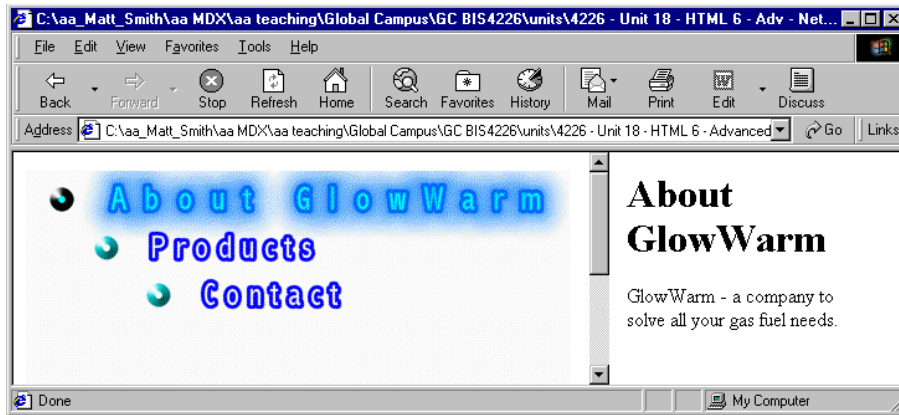 C:\aa_Matt_Smith\aa MDX\aa teaching\Global Campus\GC BIS4226\units\4226 - Unit 18 - HTML 6 - Adv - Net...
File Edit View Favorites Tools Help
Back Forward Stop Refresh Home Search Favorites History Mail Print Edit Discuss
Address C:\aa_Matt_Smith\aa MDX\aa teaching\Global Campus\GC BIS4226\units\4226 - Unit 18 - HTML 6 - Advanced Go Links
About GlowWarm
Products
Contact
About
GlowWarm
GlowWarm - a company to
solve all your gas fuel needs.
Done My Computer